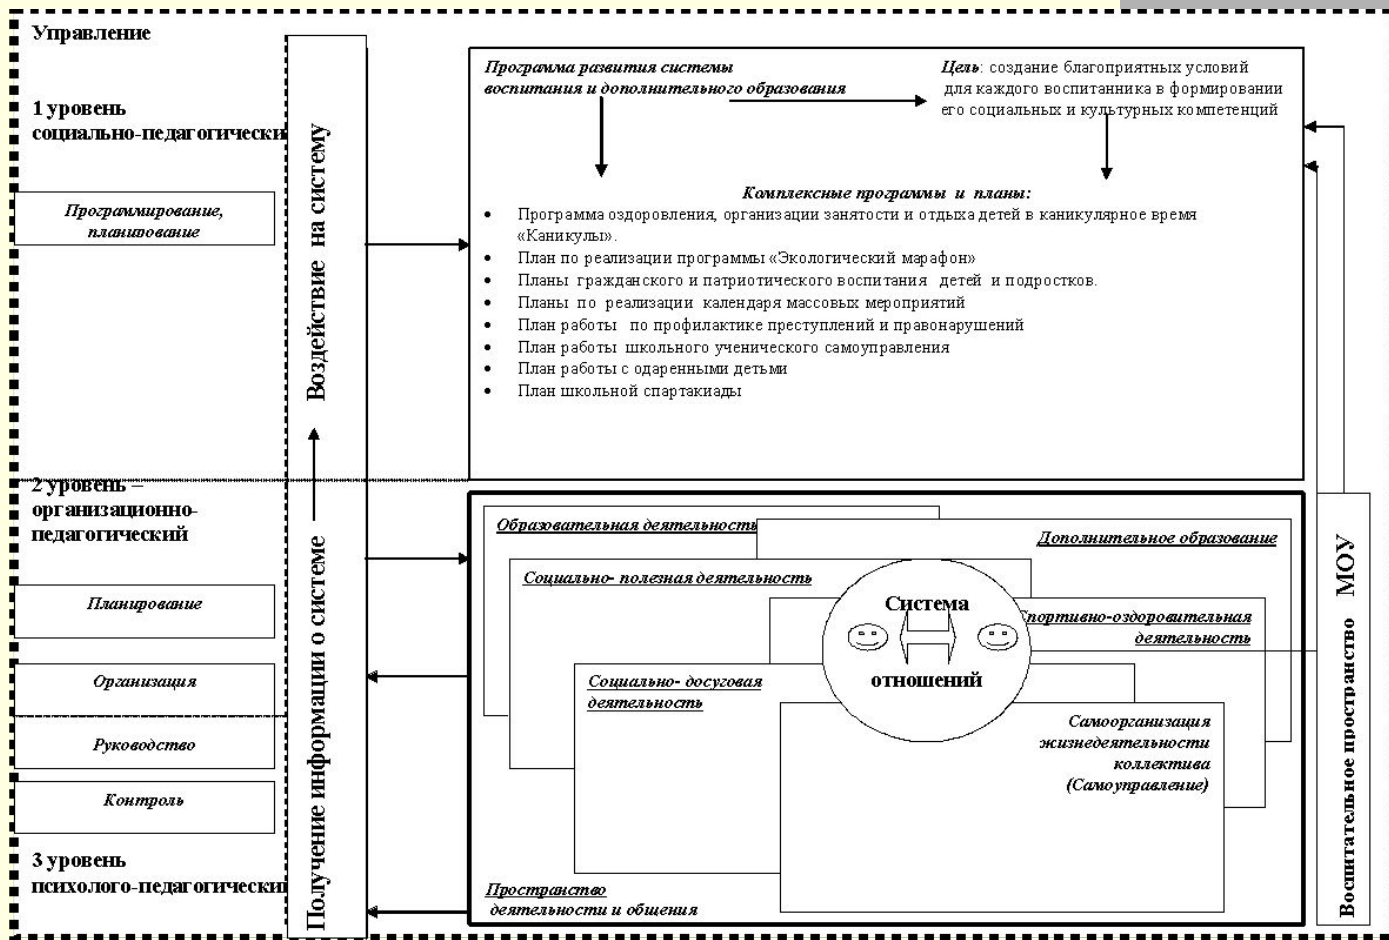 Управление
1 уровень
социально-педагогически
Программирование,
планирование
2 уровень –
организационно-
педагогический
Планирование
Организация
Руководство
Контроль
3 уровень
психолого-педагогически
Получение информации о системе
Воздействие на систему
Программа развития системы
воспитания и дополнительного образования
Цель: создание благоприятных условий
для каждого воспитанника в формировании
его социальных и культурных компетенций
Комплексные программы и планы:
• Программа оздоровления, организации занятости и отдыха детей в каникулярное время
«Каникулы».
• План по реализации программы «Экологический марафон»
• Планы гражданского и патриотического воспитания детей и подростков.
• Планы по реализации календаря массовых мероприятий
• План работы по профилактике преступлений и правонарушений
• План работы школьного ученического самоуправления
• План работы с одаренными детьми
• План школьной спартакиады
Образовательная деятельность
Дополнительное образование
Социально- полезная деятельность
Система
отношений
Спортивно-оздоровительная
деятельность
Социально- досуговая
деятельность
Самоорганизация
жизнедеятельности
коллектива
(Самоуправление)
Пространство
деятельности и общения
Воспитательное пространство МОУ